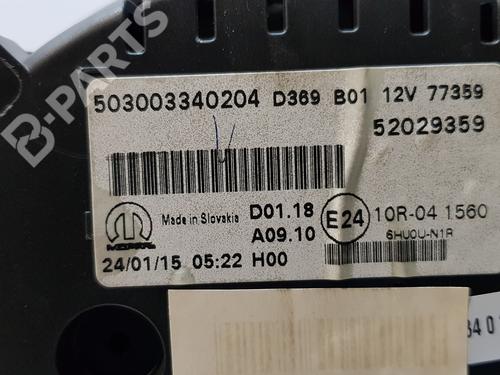 B-PARTS
503003340204 D369 B01 12V 77359
52029359
MOPAR Made in Slovakia D01.18 E24 10R-04 1560
A09.10 6HU0U-N1R
24/01/15 05:22 H00